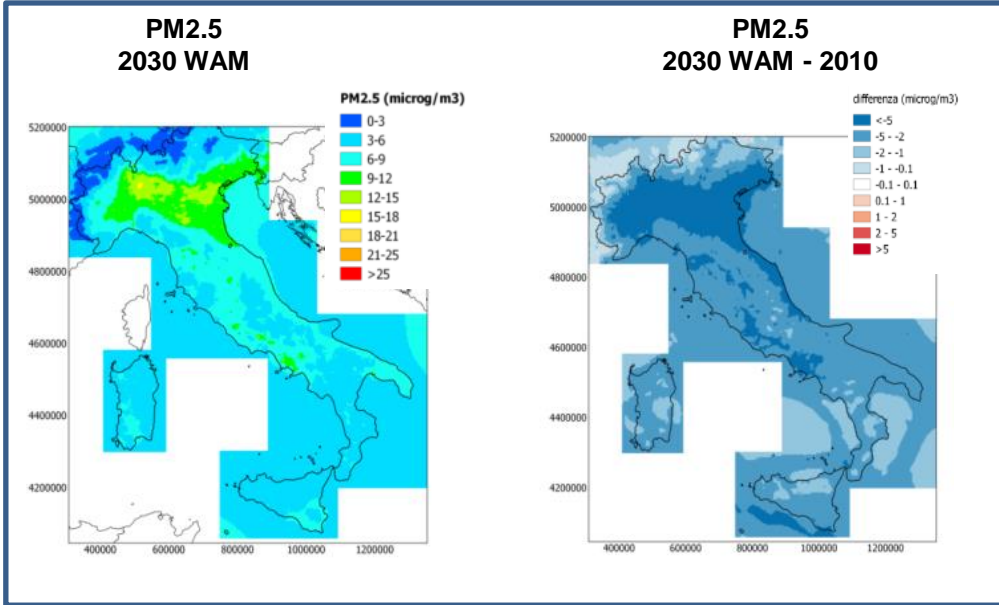 PM2.5
2030 WAM
PM2.5 (microg/m3)
0-3
3-6
6-9
9-12
12-15
15-18
18-21
21-25
>25
5200000
5000000
4800000
4600000
4400000
4200000
400000 600000 800000 1000000 1200000
PM2.5
2030 WAM - 2010
differenza (microg/m3)
<-5
-5 - -2
-2 - -1
-1 - -0.1
-0.1 - 0.1
0.1 - 1
1 - 2
2 - 5
>5
5200000
5000000
4800000
4600000
4400000
4200000
400000 600000 800000 1000000 1200000